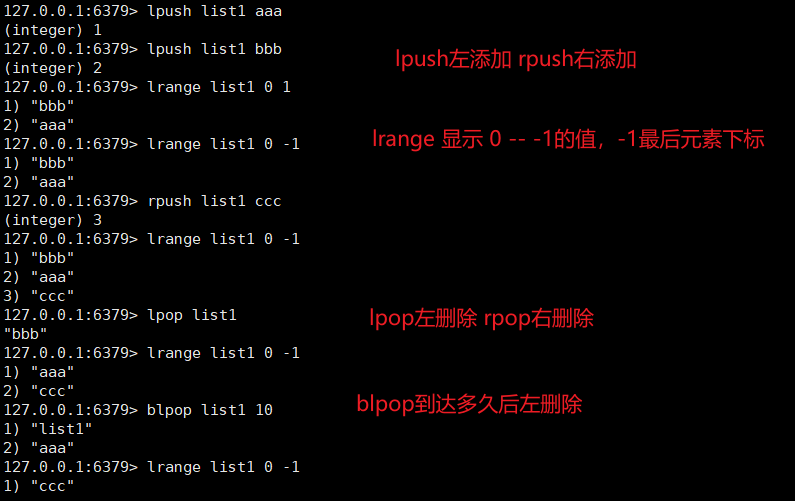 127.0.0.1:6379> lpush list1 aaa
(integer) 1
127.0.0.1:6379> lpush list1 bbb
(integer) 2
lpush左添加 rpush右添加
127.0.0.1:6379> lrange list1 0 1
1) "bbb"
2) "aaa"
127.0.0.1:6379> lrange list1 0 -1
lrange 显示 0 -- -1的值，-1最后元素下标
1) "bbb"
2) "aaa"
127.0.0.1:6379> rpush list1 ccc
(integer) 3
127.0.0.1:6379> lrange list1 0 -1
1) "bbb"
2) "aaa"
3) "ccc"
127.0.0.1:6379> lpop list1
lpop左删除 rpop右删除
"bbb"
127.0.0.1:6379> lrange list1 0 -1
1) "aaa"
2) "ccc"
127.0.0.1:6379> blpop list1 10
blpop到达多久后左删除
1) "list1"
2) "aaa"
127.0.0.1:6379> lrange list1 0 -1
1) "ccc"